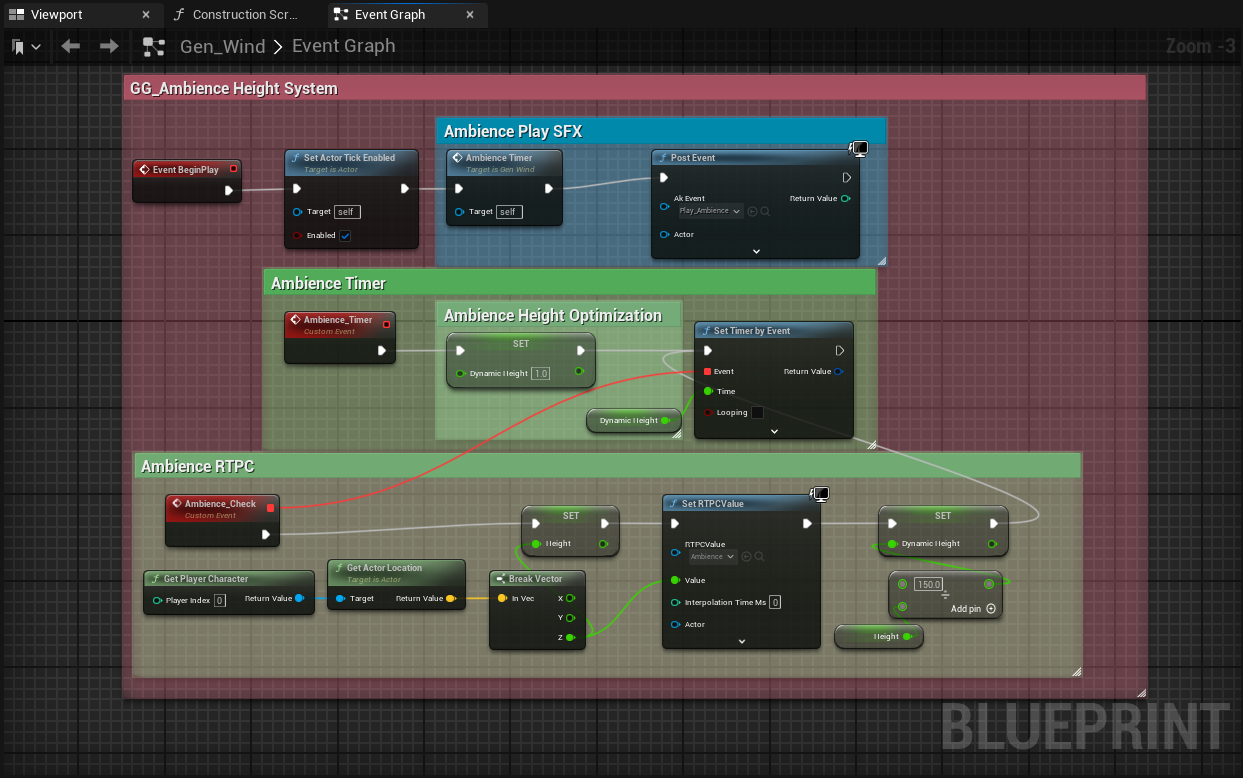 Viewport
Construction Scr...
Event Graph
Gen_Wind > Event Graph
Zoom -3
GG_Ambience Height System
Ambience Play SFX
Event BeginPlay
Set Actor Tick Enabled
Target is Actor
Target self
Enabled
Ambience Timer
Target is Gen Wind
Target self
Post Event
Ak Event
Play_Ambience
Return Value
Actor
Ambience Timer
Ambience_Timer
Custom Event
Ambience Height Optimization
SET
Dynamic Height 1.0
Dynamic Height
Set Timer by Event
Event
Return Value
Time
Looping
Ambience RTPC
Ambience_Check
Custom Event
SET
Height
Set RTPCValue
RTPCValue
Ambience
Value
Interpolation Time Ms 0
Actor
SET
Dynamic Height
Get Player Character
Player Index 0
Return Value
Get Actor Location
Target is Actor
Target
Return Value
Break Vector
In Vec
X
Y
Z
150.0
÷
Add pin
Height
BLUEPRINT